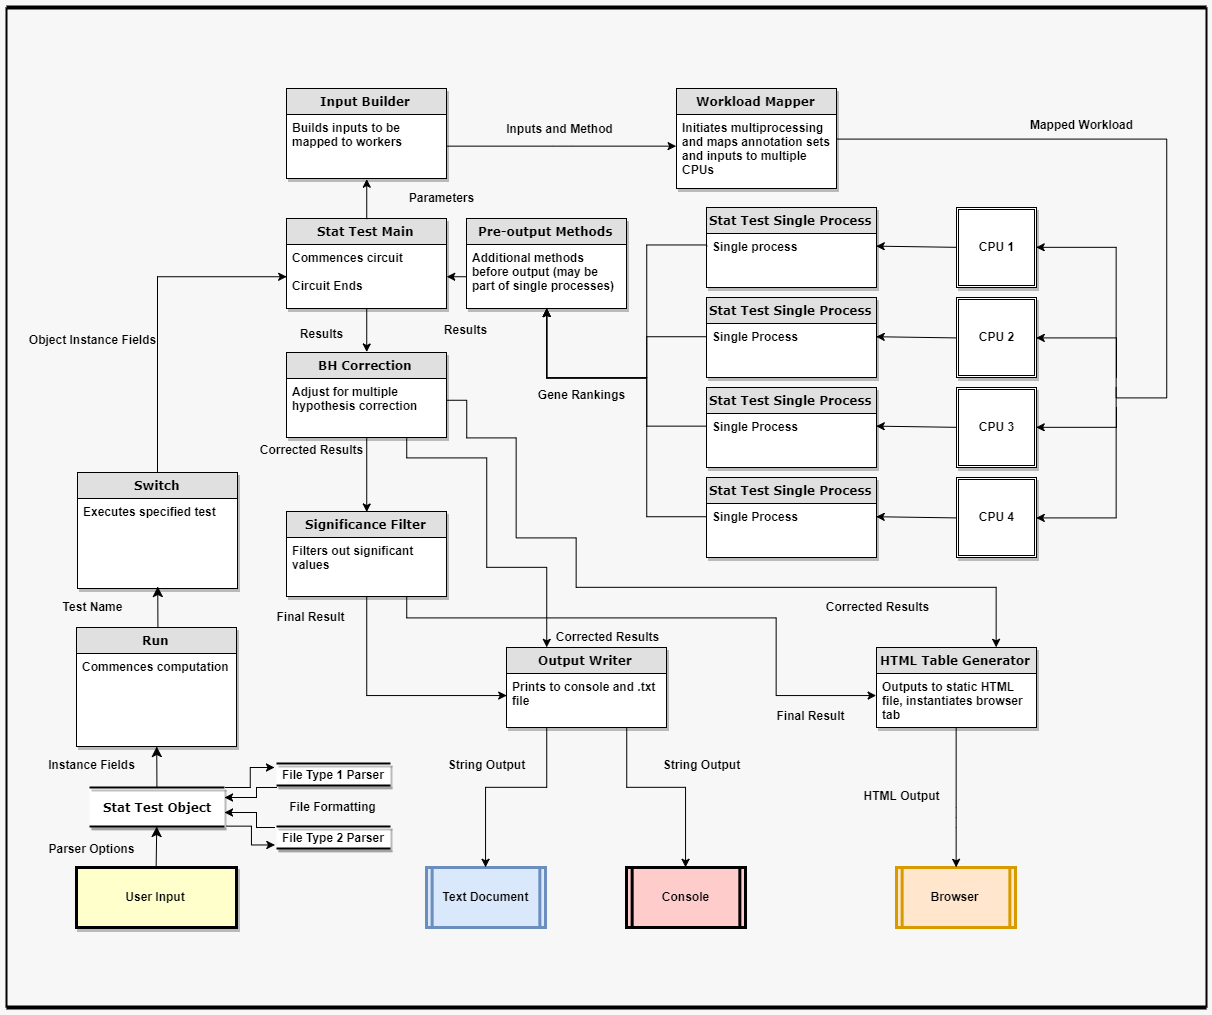 Input Builder
Builds inputs to be
mapped to workers
Inputs and Method
Workload Mapper
Initiates multiprocessing
and maps annotation sets
and inputs to multiple
CPUs
Mapped Workload
Parameters
Stat Test Main
Commences circuit
Circuit Ends
Pre-output Methods
Additional methods
before output (may be
part of single processes)
Stat Test Single Process
Single process
CPU 1
Stat Test Single Process
Single Process
CPU 2
Stat Test Single Process
Single Process
CPU 3
Stat Test Single Process
Single Process
CPU 4
Object Instance Fields
Results
Results
Gene Rankings
BH Correction
Adjust for multiple
hypothesis correction
Corrected Results
Switch
Executes specified test
Significance Filter
Filters out significant
values
Test Name
Final Result
Corrected Results
Corrected Results
Run
Commences computation
Output Writer
Prints to console and .txt
file
HTML Table Generator
Outputs to static HTML
file, instantiates browser
tab
Final Result
Instance Fields
File Type 1 Parser
Stat Test Object
File Formatting
File Type 2 Parser
Parser Options
String Output
String Output
HTML Output
User Input
Text Document
Console
Browser